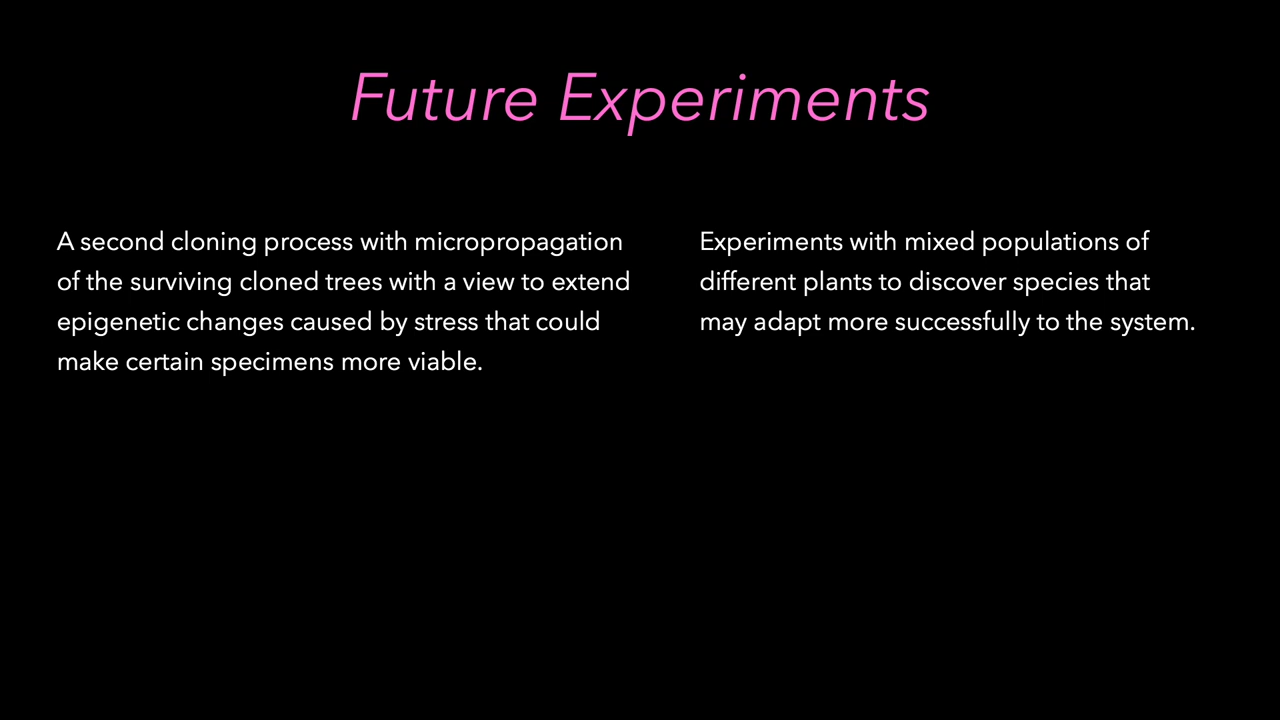 Future Experiments
A second cloning process with micropropagation
of the surviving cloned trees with a view to extend
epigenetic changes caused by stress that could
make certain specimens more viable.
Experiments with mixed populations of
different plants to discover species that
may adapt more successfully to the system.